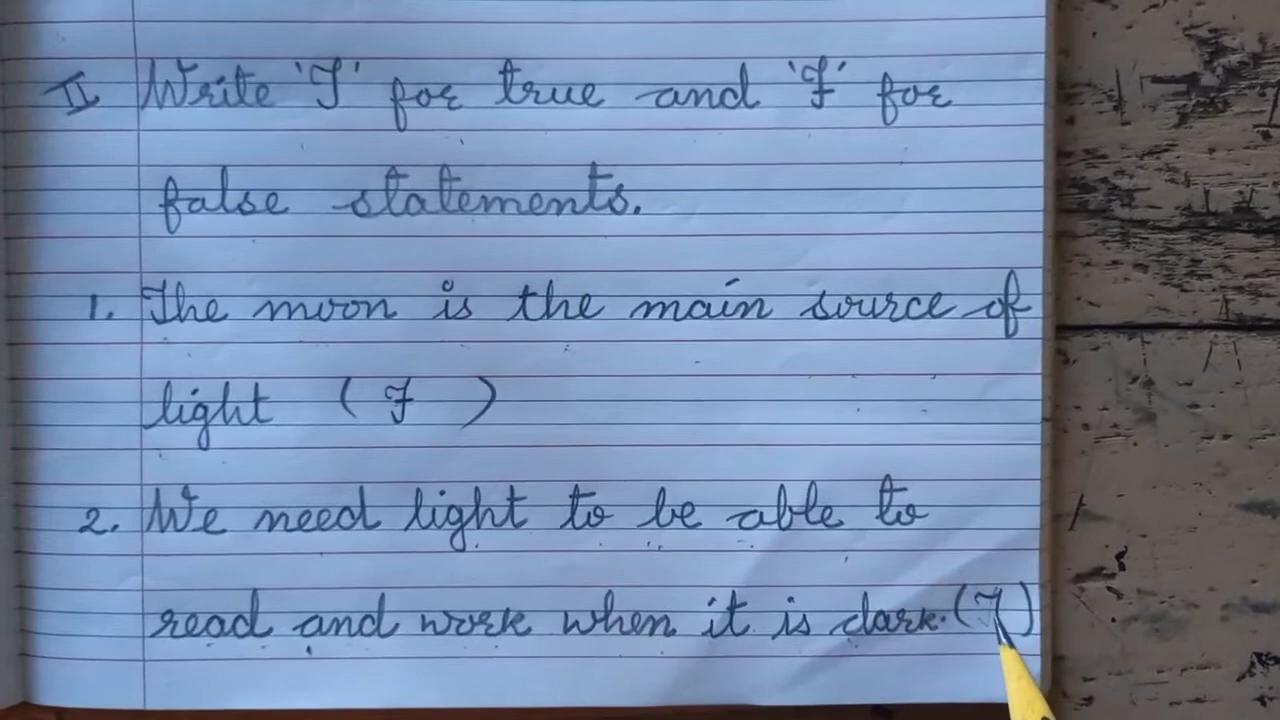 II Write 'T' for true and 'F' for
false statements.
1. The moon is the main source of
light ( F )
2. We need light to be able to
read and work when it is dark. (T)